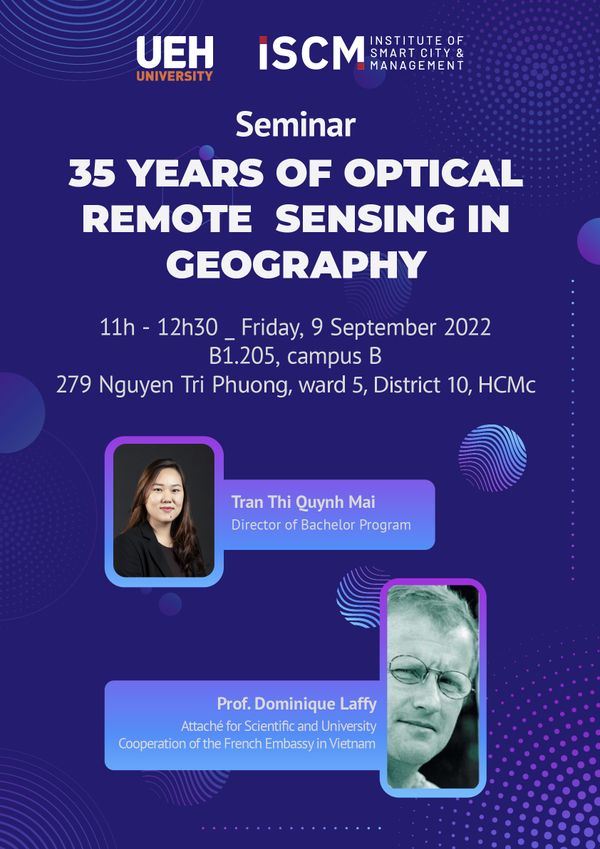 UEH
UNIVERSITY
iSCM
INSTITUTE OF
SMART CITY &
MANAGEMENT
Seminar
35 YEARS OF OPTICAL
REMOTE SENSING IN
GEOGRAPHY
11h - 12h30 _ Friday, 9 September 2022
B1.205, campus B
279 Nguyen Tri Phuong, ward 5, District 10, HCMc
Tran Thi Quynh Mai
Director of Bachelor Program
Prof. Dominique Laffy
Attaché for Scientific and University
Cooperation of the French Embassy in Vietnam